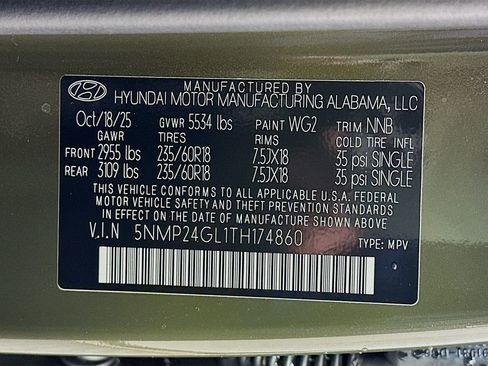 MANUFACTURED BY
HYUNDAI MOTOR MANUFACTURING ALABAMA, LLC
Oct/18/25 GVWR 5534 lbs PAINT WG2 TRIM NNB
GAWR TIRES RIMS COLD TIRE INFL
FRONT 2955 lbs 235/60R18 7.5JX18 35 psi SINGLE
REAR 3109 lbs 235/60R18 7.5JX18 35 psi SINGLE
THIS VEHICLE CONFORMS TO ALL APPLICABLE U.S.A. FEDERAL
MOTOR VEHICLE SAFETY AND THEFT PREVENTION STANDARDS
IN EFFECT ON THE DATE OF MANUFACTURE SHOWN ABOVE.
V.I.N 5NMP24GL1TH174860 TYPE: MPV